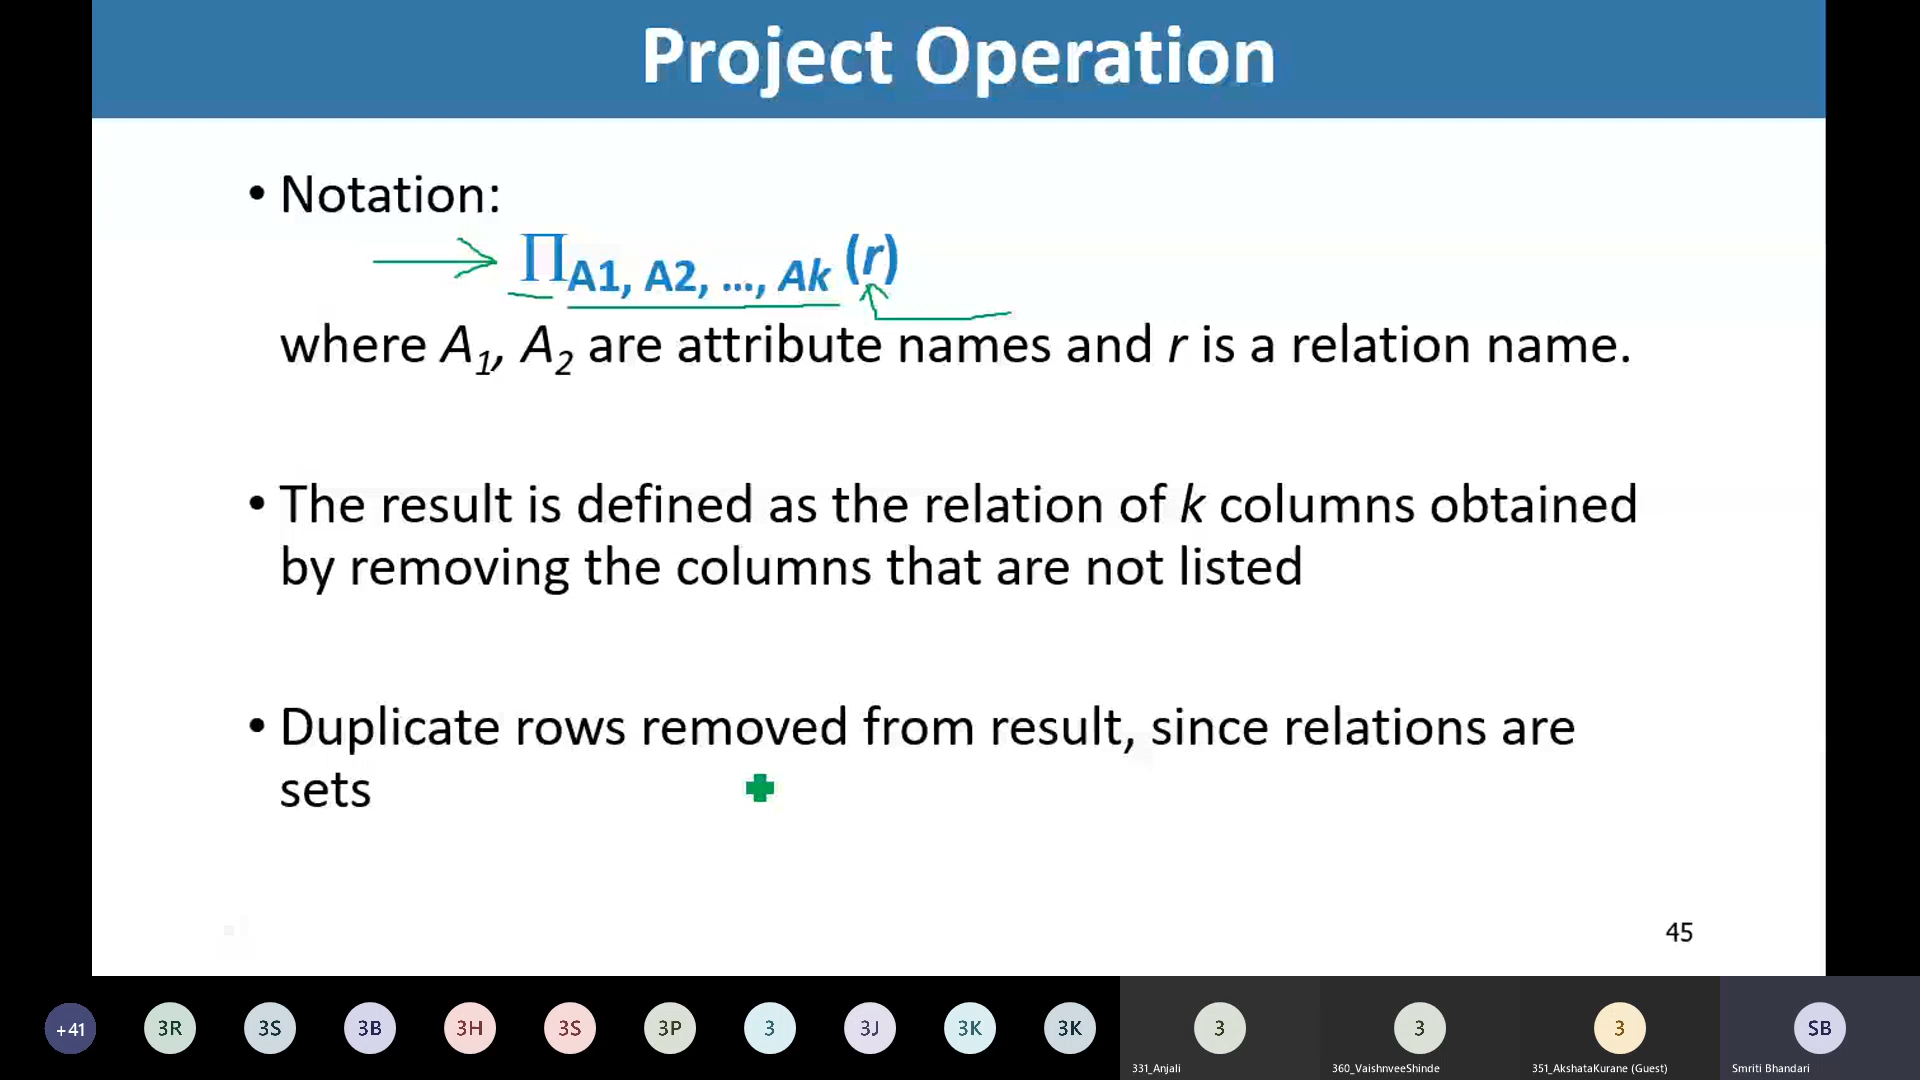 Project Operation
• Notation:
∏A1, A2, ..., Ak (r)
where A1, A2 are attribute names and r is a relation name.
• The result is defined as the relation of k columns obtained
by removing the columns that are not listed
• Duplicate rows removed from result, since relations are
sets
45
+41 3R 3S 3B 3H 3S 3P 3 3J 3K 3K 3 3 3 SB
331_Anjali 360_VaishnveeShinde 351_AkshataKurane (Guest) Smriti Bhandari